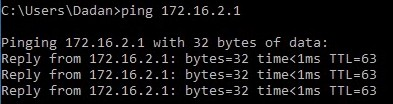 C:\Users\Dadan>ping 172.16.2.1
Pinging 172.16.2.1 with 32 bytes of data:
Reply from 172.16.2.1: bytes=32 time<1ms TTL=63
Reply from 172.16.2.1: bytes=32 time<1ms TTL=63
Reply from 172.16.2.1: bytes=32 time<1ms TTL=63